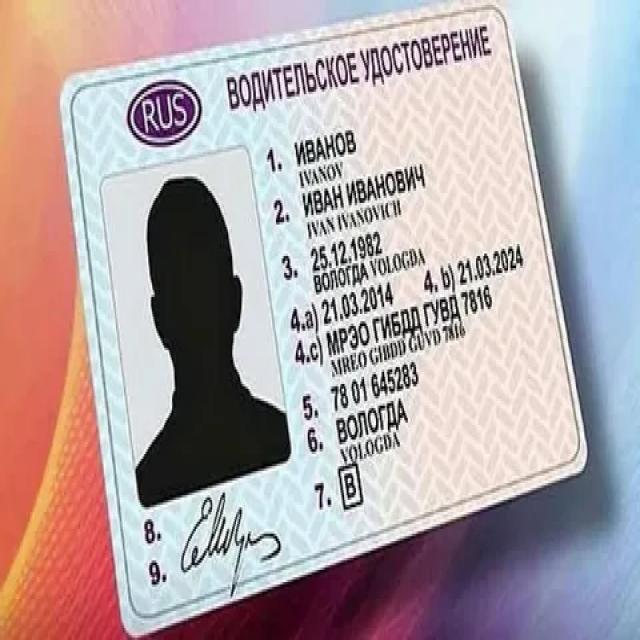 RUS
ВОДИТЕЛЬСКОЕ УДОСТОВЕРЕНИЕ
1. ИВАНОВ
IVANOV
2. ИВАН ИВАНОВИЧ
IVAN IVANOVICH
3. 25.12.1982
ВОЛОГДА VOLOGDA
4.a) 21.03.2014 4. b) 21.03.2024
4.c) МРЭО ГИБДД ГУВД 7816
MREO GIBDD GUVD 7816
5. 78 01 645283
6. ВОЛОГДА
VOLOGDA
7. B
8.
9.